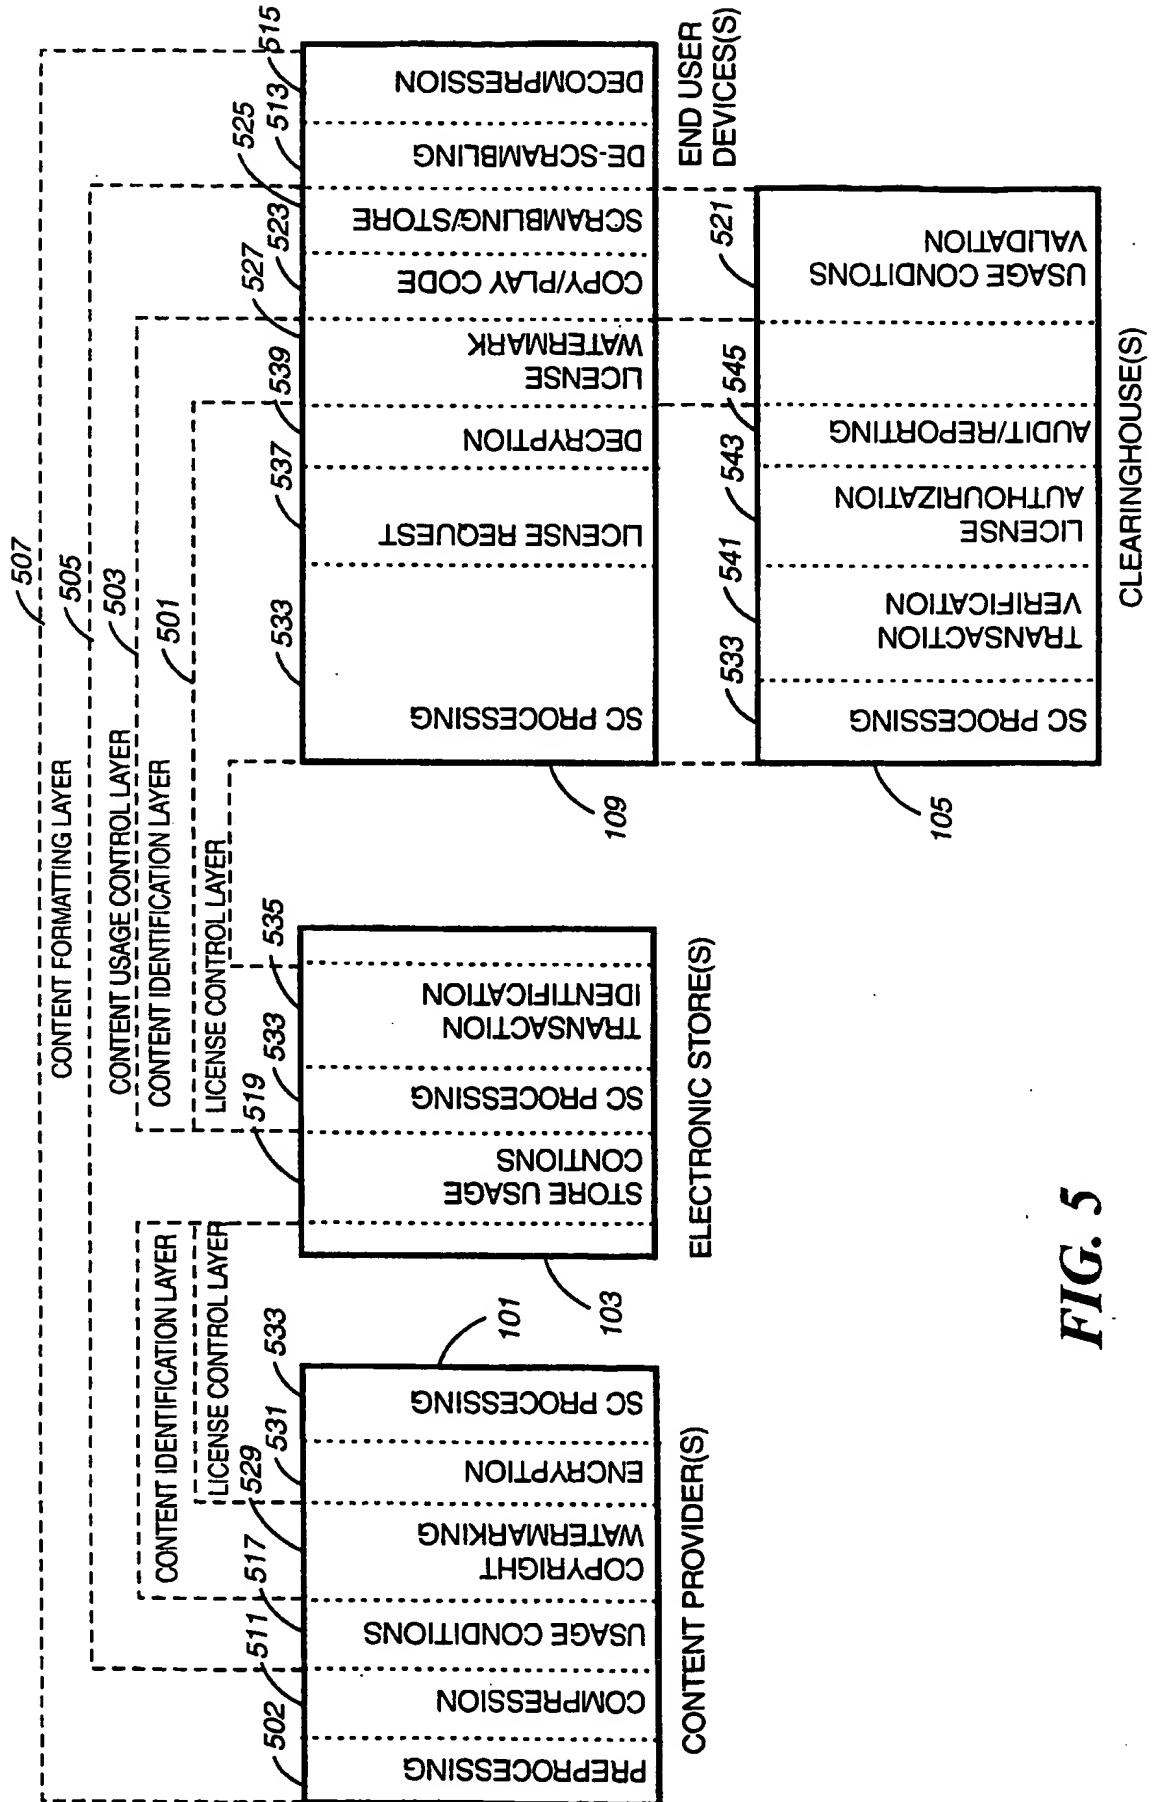 507
CONTENT FORMATTING LAYER
505
CONTENT USAGE CONTROL LAYER
503
CONTENT IDENTIFICATION LAYER
501
LICENSE CONTROL LAYER
CONTENT IDENTIFICATION LAYER
LICENSE CONTROL LAYER
502
511
517
529
531
533
PREPROCESSING
COMPRESSION
USAGE CONDITIONS
COPYRIGHT
WATERMARKING
ENCRYPTION
SC PROCESSING
101
CONTENT PROVIDER(S)
519
533
535
STORE USAGE
CONTIONS
SC PROCESSING
TRANSACTION
IDENTIFICATION
103
ELECTRONIC STORE(S)
533
537
539
527
523
525
513
515
SC PROCESSING
LICENSE REQUEST
DECRYPTION
LICENSE
WATERMARK
COPY/PLAY CODE
SCRAMBLING/STORE
DE-SCRAMBLING
DECOMPRESSION
109
END USER
DEVICES(S)
533
541
543
545
521
SC PROCESSING
TRANSACTION
VERIFICATION
LICENSE
AUTHOURIZATION
AUDIT/REPORTING
USAGE CONDITONS
VALIDATION
105
CLEARINGHOUSE(S)
FIG. 5